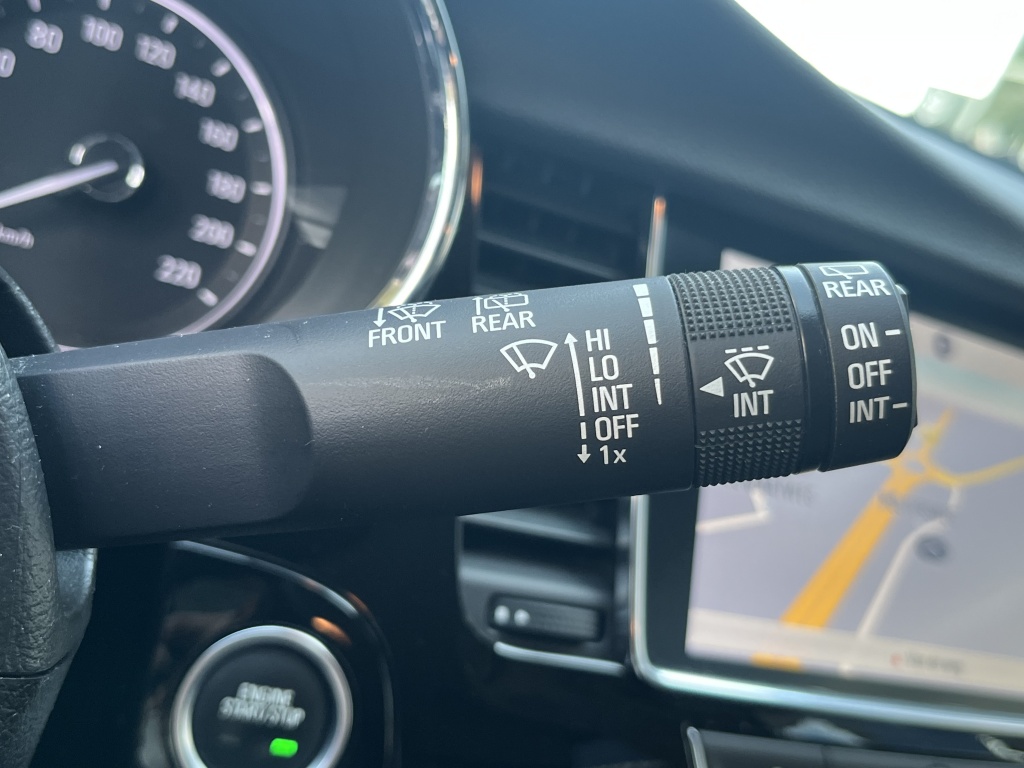 80
100
120
140
160
180
200
220
km/h
FRONT
REAR
HI
LO
INT
OFF
1x
INT
REAR
ON
OFF
INT
ENGINE
START/STOP